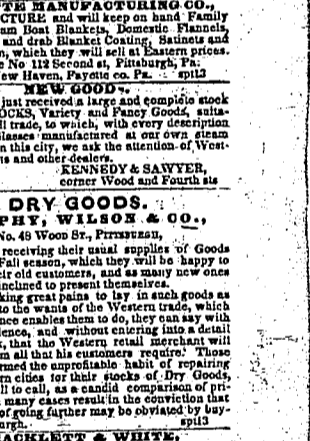 TE MANUFACTURING CO.,
CTURE and will keep on hand Family
am Boat Blankets, Domestic Flannels,
and drab Blanket Coating, Satinets and
n, which they will sell at Eastern prices.
e No 112 Second st, Pittsburgh, Pa.
ew Haven, Fayette co. Pa. spt13
NEW GOODS.
just received a large and complete stock
OCKS, Variety and Fancy Goods, suita-
ll trade, to which, with every description
lasses manufactured at our own steam
n this city, we ask the attention of West-
ts and other dealers.
KENNEDY & SAWYER,
corner Wood and Fourth sts
DRY GOODS.
PHY, WILSON & CO.,
No. 48 WOOD ST., PITTSBURGH,
receiving their usual supplies of Goods
Fall season, which they will be happy to
eir old customers, and as many new ones
nclined to present themselves.
king great pains to lay in such goods as
to the wants of the Western trade, which
nce enables them to do, they can say with
dence, and without entering into a detail
k, that the Western retail merchant will
m all that his customers require. Those
rmed the unprofitable habit of repairing
rn cities for their stocks of Dry Goods,
ll to call, as a candid comparison of pri-
many cases result in the conviction that
of going further may be obviated by buy-
urgh. spt13
ACKLETT & WHITE,